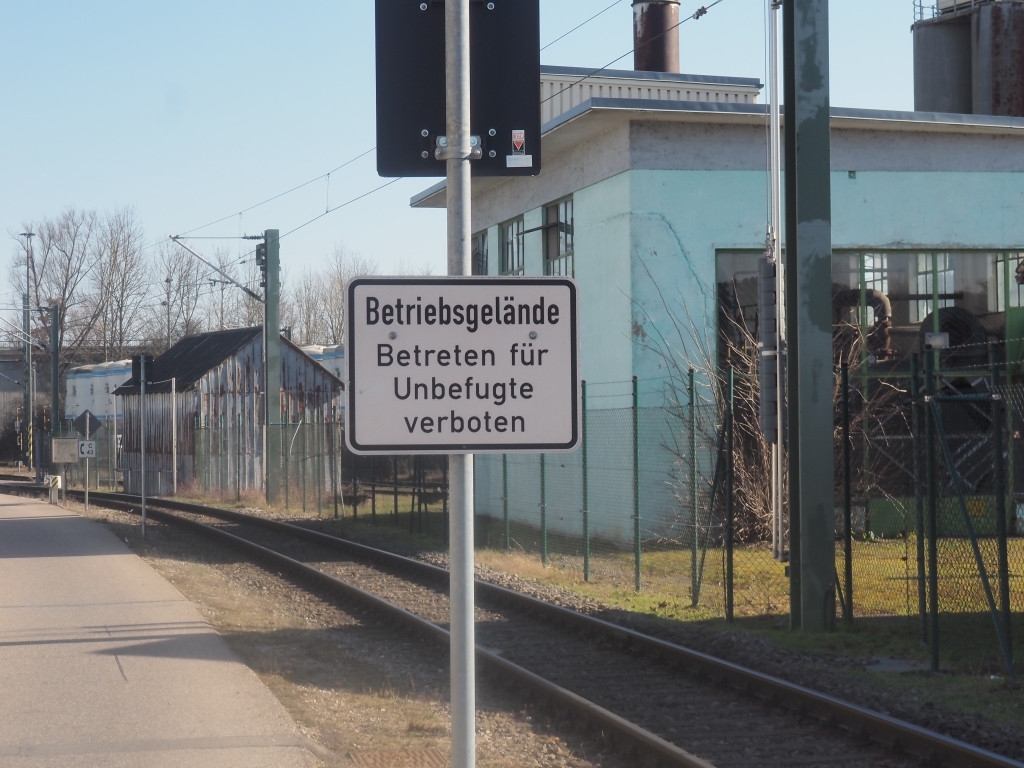 Betriebsgelände
Betreten für
Unbefugte
verboten